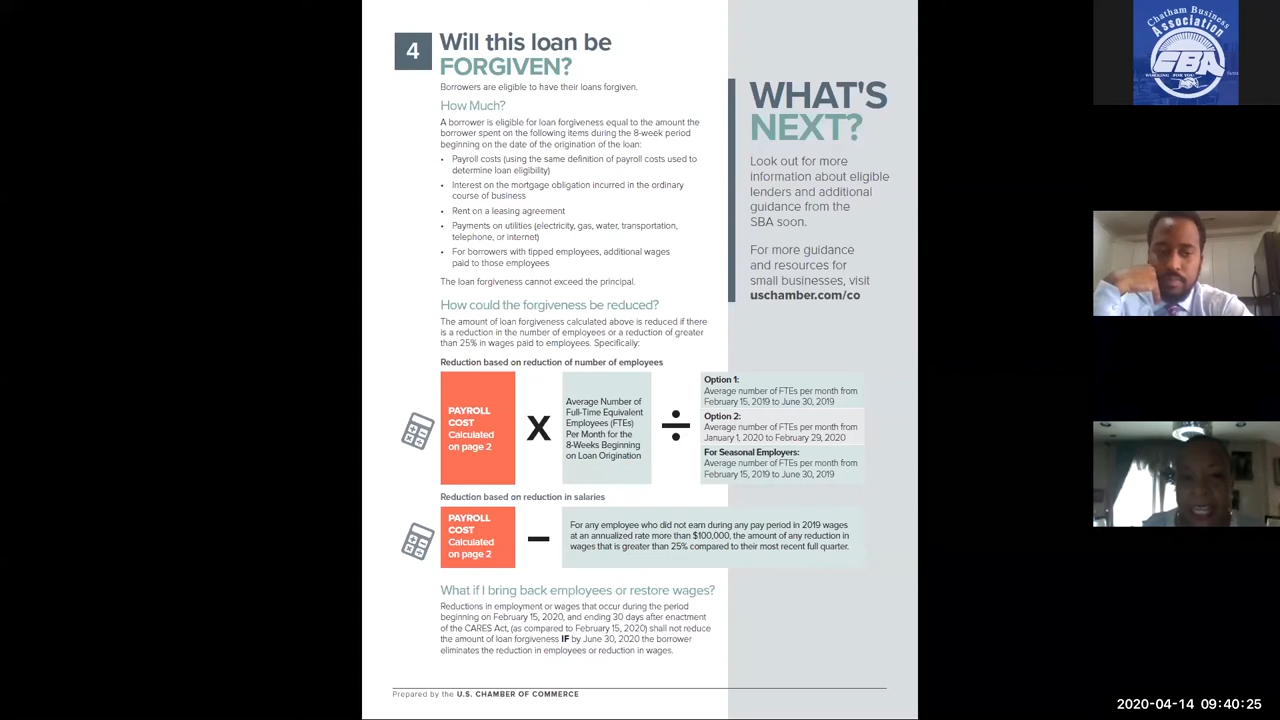 4
Will this loan be
FORGIVEN?
Borrowers are eligible to have their loans forgiven.
How Much?
A borrower is eligible for loan forgiveness equal to the amount the
borrower spent on the following items during the 8-week period
beginning on the date of the origination of the loan:
• Payroll costs (using the same definition of payroll costs used to
determine loan eligibility)
• Interest on the mortgage obligation incurred in the ordinary
course of business
• Rent on a leasing agreement
• Payments on utilities (electricity, gas, water, transportation,
telephone, or internet)
• For borrowers with tipped employees, additional wages
paid to those employees
The loan forgiveness cannot exceed the principal.
How could the forgiveness be reduced?
The amount of loan forgiveness calculated above is reduced if there
is a reduction in the number of employees or a reduction of greater
than 25% in wages paid to employees. Specifically:
Reduction based on reduction of number of employees
PAYROLL
COST
Calculated
on page 2
X
Average Number of
Full-Time Equivalent
Employees (FTEs)
Per Month for the
8-Weeks Beginning
on Loan Origination
÷
Option 1:
Average number of FTEs per month from
February 15, 2019 to June 30, 2019
Option 2:
Average number of FTEs per month from
January 1, 2020 to February 29, 2020
For Seasonal Employers:
Average number of FTEs per month from
February 15, 2019 to June 30, 2019
Reduction based on reduction in salaries
PAYROLL
COST
Calculated
on page 2
–
For any employee who did not earn during any pay period in 2019 wages
at an annualized rate more than $100,000, the amount of any reduction in
wages that is greater than 25% compared to their most recent full quarter.
What if I bring back employees or restore wages?
Reductions in employment or wages that occur during the period
beginning on February 15, 2020, and ending 30 days after enactment
of the CARES Act, (as compared to February 15, 2020) shall not reduce
the amount of loan forgiveness IF by June 30, 2020 the borrower
eliminates the reduction in employees or reduction in wages.
Prepared by the U.S. CHAMBER OF COMMERCE
WHAT'S
NEXT?
Look out for more
information about eligible
lenders and additional
guidance from the
SBA soon.
For more guidance
and resources for
small businesses, visit
uschamber.com/co
Chatham Business
Association
CBA
WORKING FOR YOU
2020-04-14 09:40:25